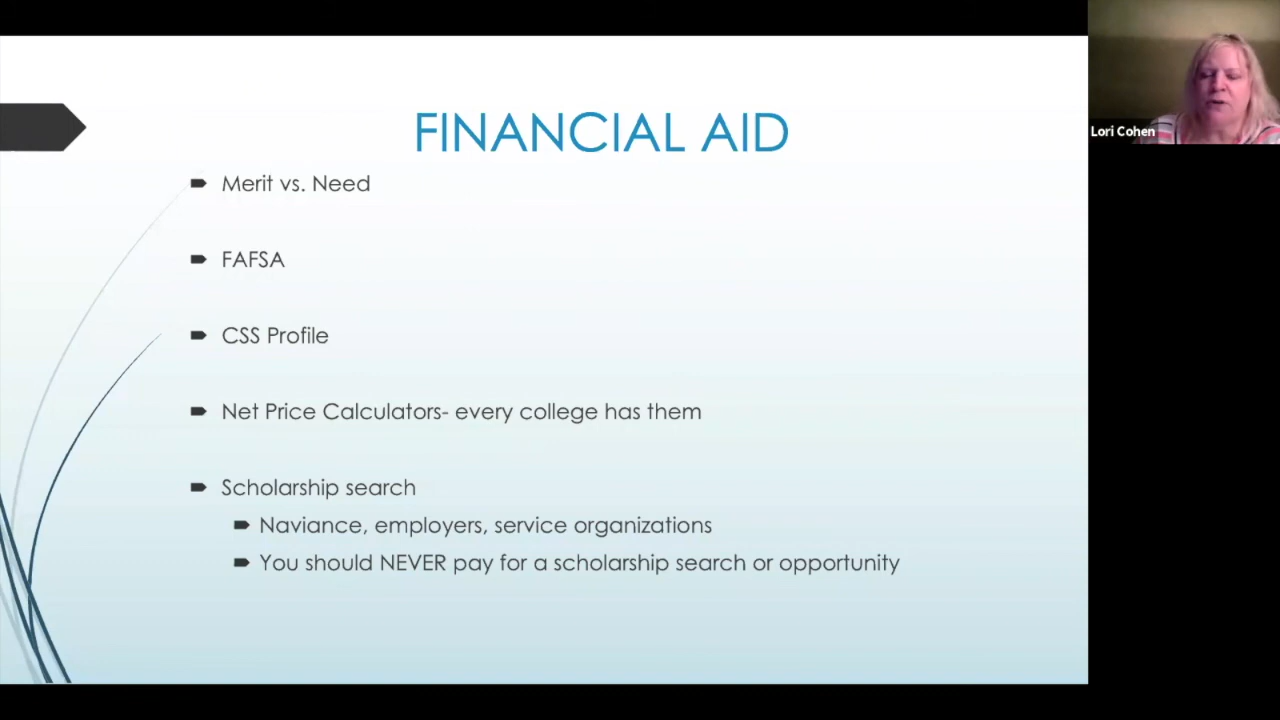 FINANCIAL AID
Merit vs. Need
FAFSA
CSS Profile
Net Price Calculators- every college has them
Scholarship search
Naviance, employers, service organizations
You should NEVER pay for a scholarship search or opportunity
Lori Cohen